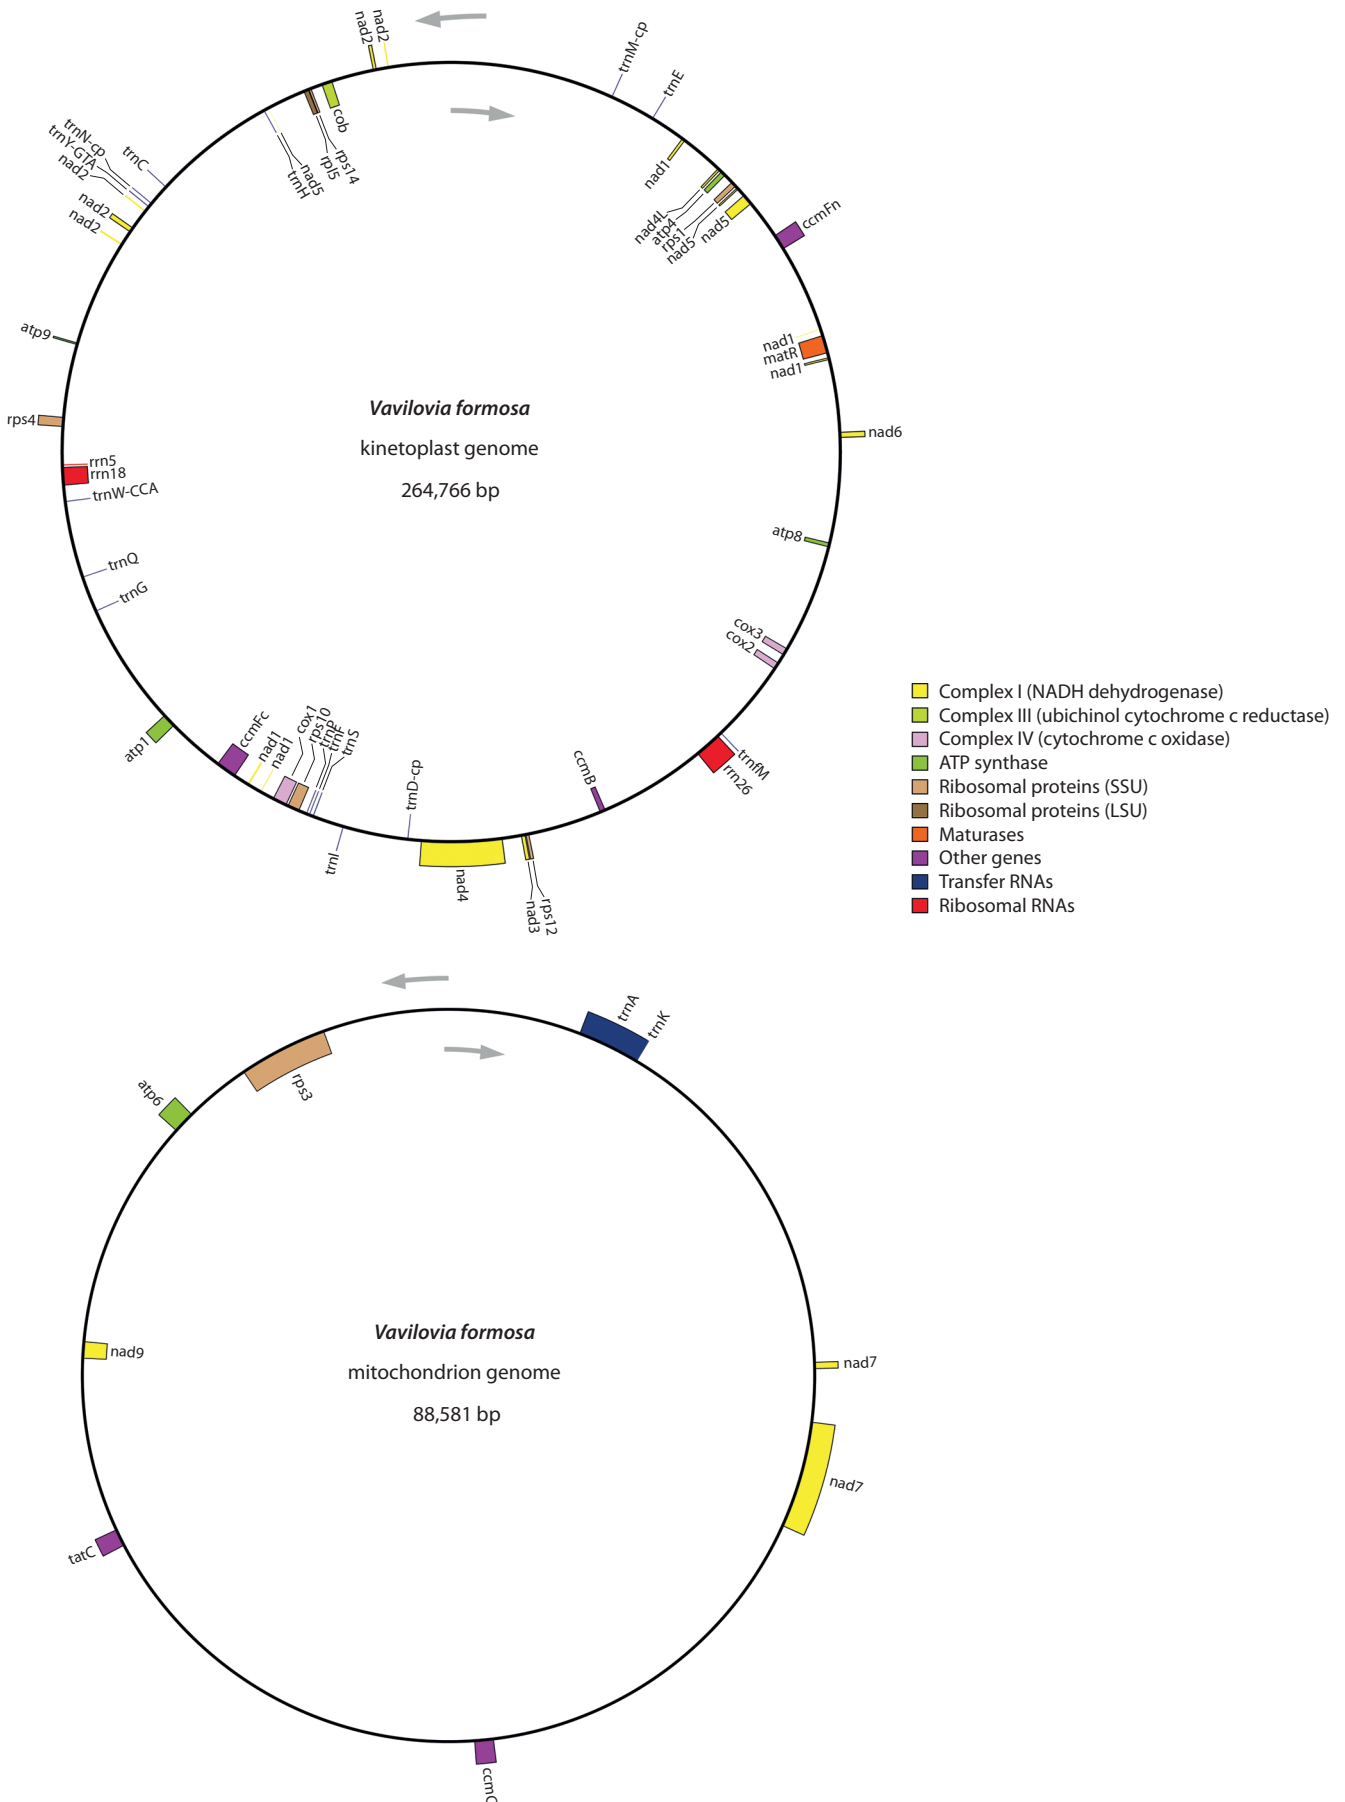 nad2
nad2
trnM-cp
trnE
cob
rps14
rpl5
nad5
trnH
trnC
trnN-cp
trnY-GTA
nad2
nad2
nad2
nad1
nad4L
atp4
rps1
nad5
nad5
ccmFn
atp9
nad1
matR
nad1
rps4
nad6
rrn5
rrn18
trnW-CCA
Vavilovia formosa
kinetoplast genome
264,766 bp
atp8
trnQ
trnG
cox3
cox2
atp1
ccmFc
nad1
nad1
cox1
rps10
trnP
trnF
trnS
trnI
trnD-cp
nad4
nad3
rps12
ccmB
trnfM
rrn26
Complex I (NADH dehydrogenase)
Complex III (ubichinol cytochrome c reductase)
Complex IV (cytochrome c oxidase)
ATP synthase
Ribosomal proteins (SSU)
Ribosomal proteins (LSU)
Maturases
Other genes
Transfer RNAs
Ribosomal RNAs
trnA
trnK
rps3
atp6
nad9
Vavilovia formosa
mitochondrion genome
88,581 bp
nad7
nad7
tatC
ccmC